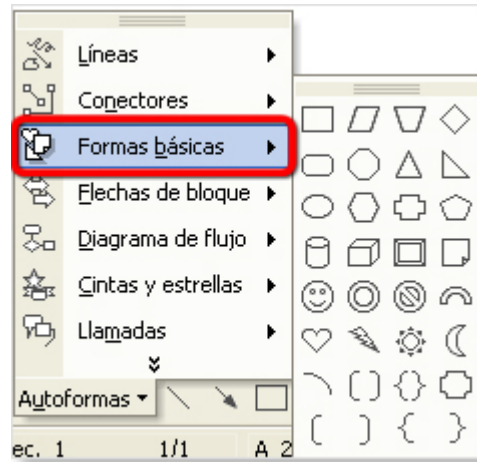 Líneas
Conectores
Formas básicas
Flechas de bloque
Diagrama de flujo
Cintas y estrellas
Llamadas
Autoformas
ec. 1 1/1 A 2